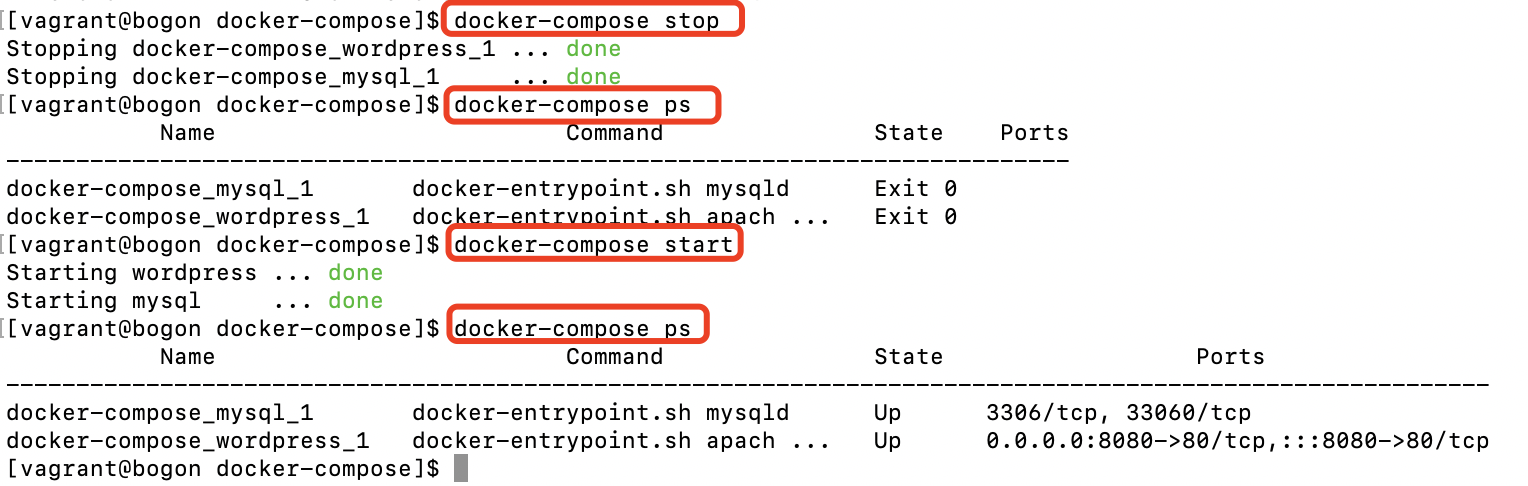 [[vagrant@bogon docker-compose]$ docker-compose stop
Stopping docker-compose_wordpress_1 ... done
Stopping docker-compose_mysql_1     ... done
[[vagrant@bogon docker-compose]$ docker-compose ps
           Name                         Command               State    Ports
----------------------------------------------------------------------------
docker-compose_mysql_1       docker-entrypoint.sh mysqld      Exit 0
docker-compose_wordpress_1   docker-entrypoint.sh apach ...   Exit 0
[[vagrant@bogon docker-compose]$ docker-compose start
Starting wordpress ... done
Starting mysql     ... done
[[vagrant@bogon docker-compose]$ docker-compose ps
           Name                         Command               State                  Ports
----------------------------------------------------------------------------------------------------------
docker-compose_mysql_1       docker-entrypoint.sh mysqld      Up      3306/tcp, 33060/tcp
docker-compose_wordpress_1   docker-entrypoint.sh apach ...   Up      0.0.0.0:8080->80/tcp,:::8080->80/tcp
[vagrant@bogon docker-compose]$